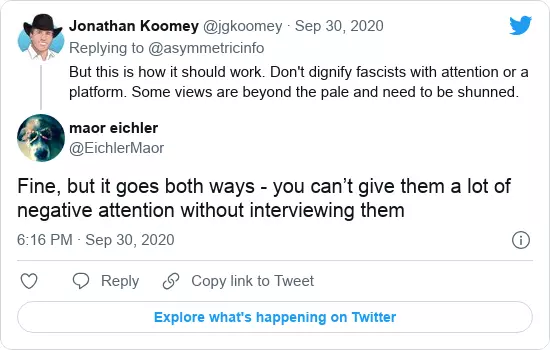 Jonathan Koomey @jgkoomey · Sep 30, 2020
Replying to @asymmetricinfo
But this is how it should work. Don't dignify fascists with attention or a
platform. Some views are beyond the pale and need to be shunned.
maor eichler
@EichlerMaor
Fine, but it goes both ways - you can’t give them a lot of
negative attention without interviewing them
6:16 PM · Sep 30, 2020
Reply
Copy link to Tweet
Explore what's happening on Twitter